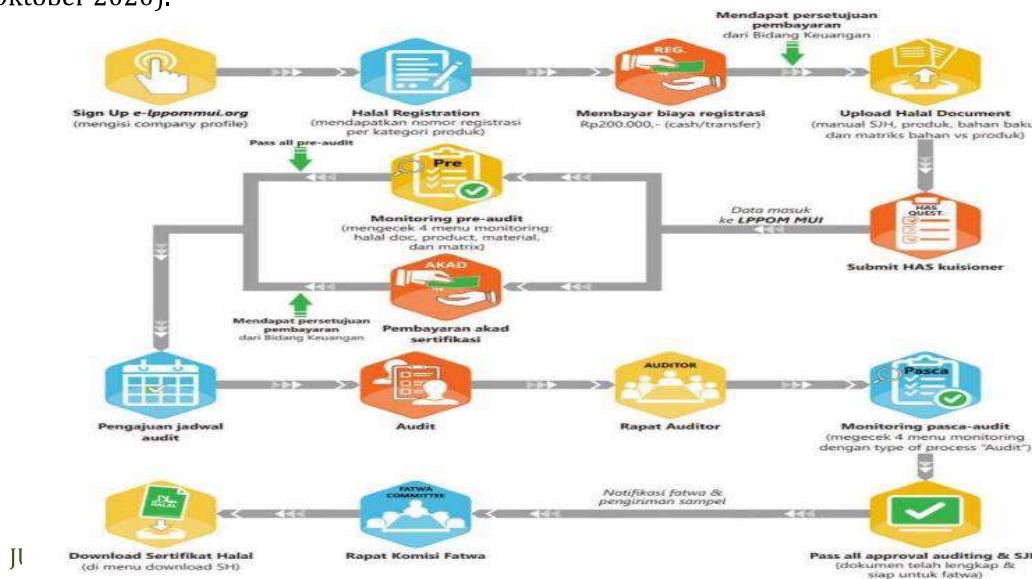 Oktober 2020).
Mendapat persetujuan
pembayaran
dari Bidang Keuangan
REG.
Sign Up e-lppommui.org
(mengisi company profile)
Halal Registration
(mendapatkan nomor registrasi
per kategori produk)
Membayar biaya registrasi
Rp200.000,- (cash/transfer)
Upload Halal Document
(manual SJH, produk, bahan baku
dan matriks bahan vs produk)
Pass all pre-audit
Pre
Monitoring pre-audit
(mengecek 4 menu monitoring:
halal doc, product, material,
dan matrix)
Data masuk
ke LPPOM MUI
HAS
QUEST.
Submit HAS kuisioner
AKAD
Mendapat persetujuan
pembayaran
dari Bidang Keuangan
Pembayaran akad
sertifikasi
Pengajuan jadwal
audit
Audit
AUDITOR
Rapat Auditor
Pasca
Monitoring pasca-audit
(megecek 4 menu monitoring
dengan type of process "Audit")
HALAL
Download Sertifikat Halal
(di menu download SH)
FATWA
COMMITTEE
Rapat Komisi Fatwa
Notifikasi fatwa &
pengiriman sampel
Pass all approval auditing & SJH
(dokumen telah lengkap &
siap untuk fatwa)